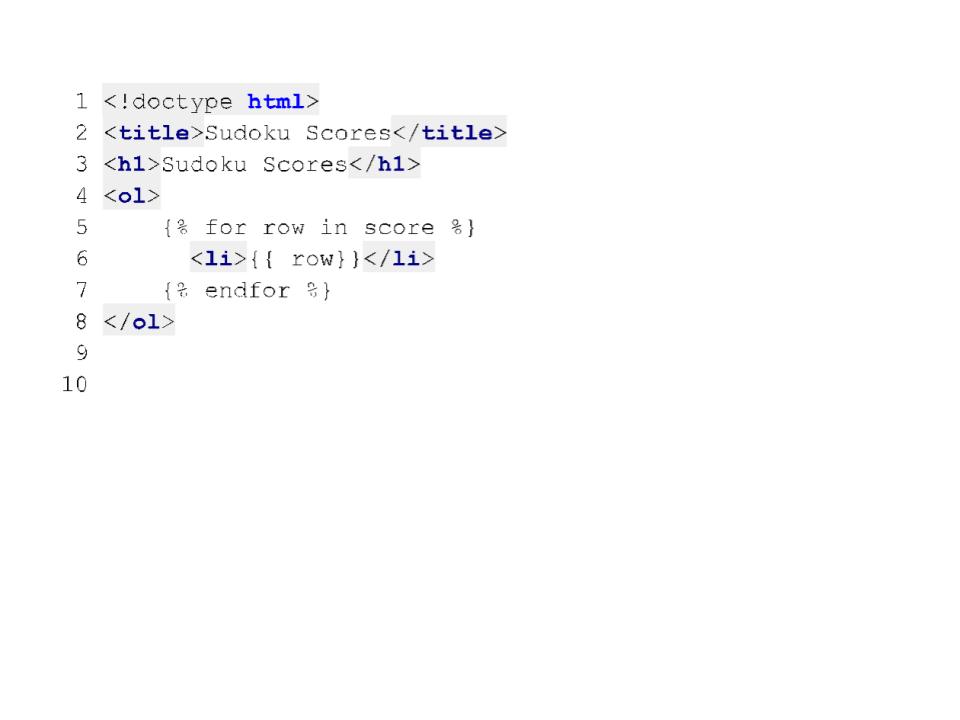 1 <!doctype html>
2 <title>Sudoku Scores</title>
3 <h1>Sudoku Scores</h1>
4 <ol>
5     {% for row in score %}
6       <li>{{ row}}</li>
7     {% endfor %}
8 </ol>
9
10